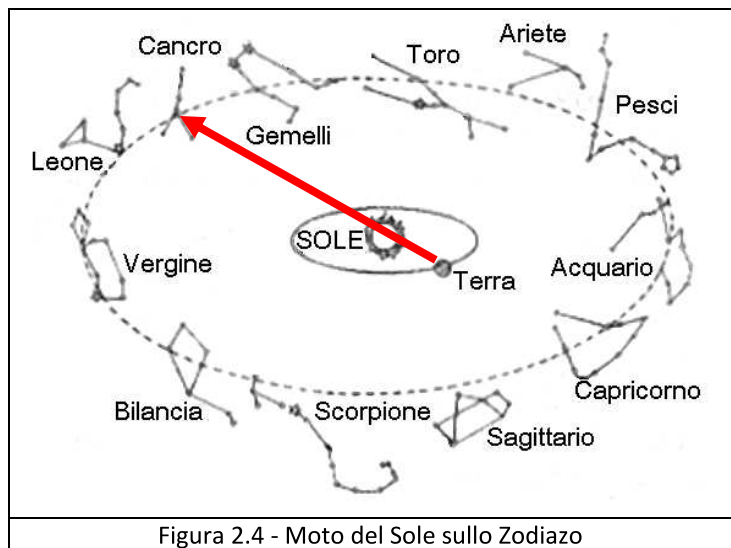 Cancro
Toro
Ariete
Pesci
Gemelli
Leone
SOLE
Vergine
Terra
Acquario
Bilancia
Scorpione
Sagittario
Capricorno
Figura 2.4 - Moto del Sole sullo Zodiazo